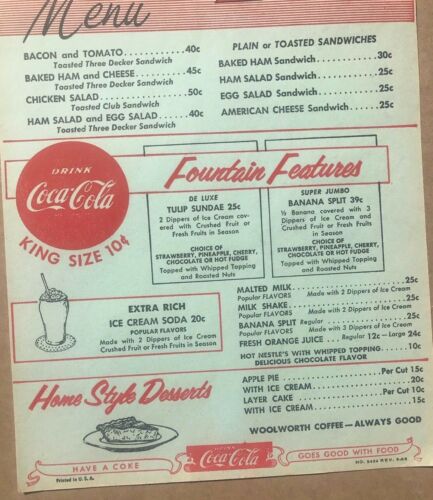 Menu
BACON and TOMATO..........40c
Toasted Three Decker Sandwich
BAKED HAM and CHEESE......45c
Toasted Three Decker Sandwich
CHICKEN SALAD..............50c
Toasted Club Sandwich
HAM SALAD and EGG SALAD....40c
Toasted Three Decker Sandwich
PLAIN or TOASTED SANDWICHES
BAKED HAM Sandwich..........30c
HAM SALAD Sandwich..........25c
EGG SALAD Sandwich..........25c
AMERICAN CHEESE Sandwich....25c
DRINK
Coca-Cola
KING SIZE 10¢
Fountain Features
DE LUXE
TULIP SUNDAE 25c
2 Dippers of Ice Cream cov-
ered with Crushed Fruit or
Fresh Fruits in Season
CHOICE OF
STRAWBERRY, PINEAPPLE, CHERRY,
CHOCOLATE OR HOT FUDGE
Topped with Whipped Topping
and Roasted Nuts
SUPER JUMBO
BANANA SPLIT 39c
½ Banana covered with 3
Dippers of Ice Cream and
Crushed Fruit or Fresh Fruits
in Season
CHOICE OF
STRAWBERRY, PINEAPPLE, CHERRY,
CHOCOLATE OR HOT FUDGE
Topped with Whipped Topping
and Roasted Nuts
EXTRA RICH
ICE CREAM SODA 20c
POPULAR FLAVORS
Made with 2 Dippers of Ice Cream
Crushed Fruit or Fresh Fruits in Season
MALTED MILK....................25c
Popular FLAVORS Made with 2 Dippers of Ice Cream
MILK SHAKE.....................25c
Popular FLAVORS Made with 2 Dippers of Ice Cream
BANANA SPLIT Regular...........25c
Popular FLAVORS Made with 3 Dippers of Ice Cream
FRESH ORANGE JUICE...Regular 12c—Large 24c
HOT NESTLE'S WITH WHIPPED TOPPING....10c
DELICIOUS CHOCOLATE FLAVOR
Home Style Desserts
APPLE PIE..................Per Cut 15c
WITH ICE CREAM.............20c
LAYER CAKE.................Per Cut 10c
WITH ICE CREAM.............15c
WOOLWORTH COFFEE—ALWAYS GOOD
HAVE A COKE
DRINK
Coca-Cola
GOES GOOD WITH FOOD
Printed in U.S.A.